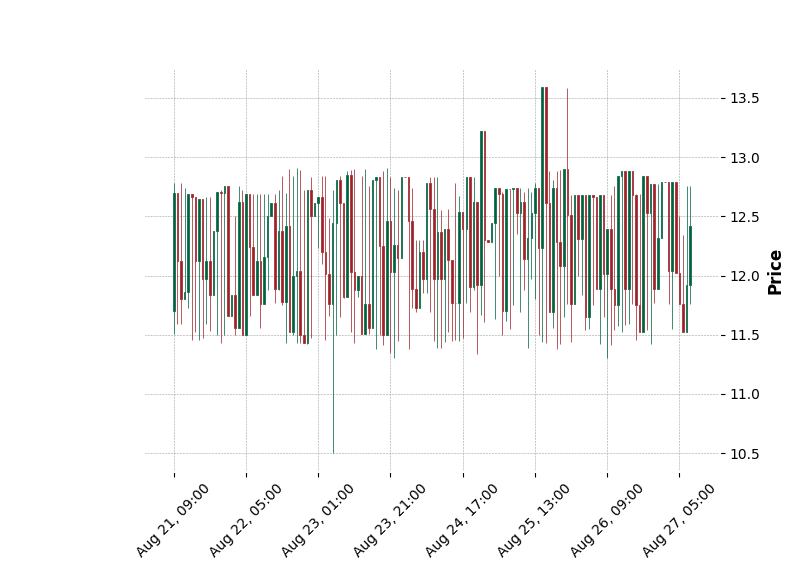 13.5
13.0
12.5
12.0
11.5
11.0
10.5
Price
Aug 21, 09:00
Aug 22, 05:00
Aug 23, 01:00
Aug 23, 21:00
Aug 24, 17:00
Aug 25, 13:00
Aug 26, 09:00
Aug 27, 05:00